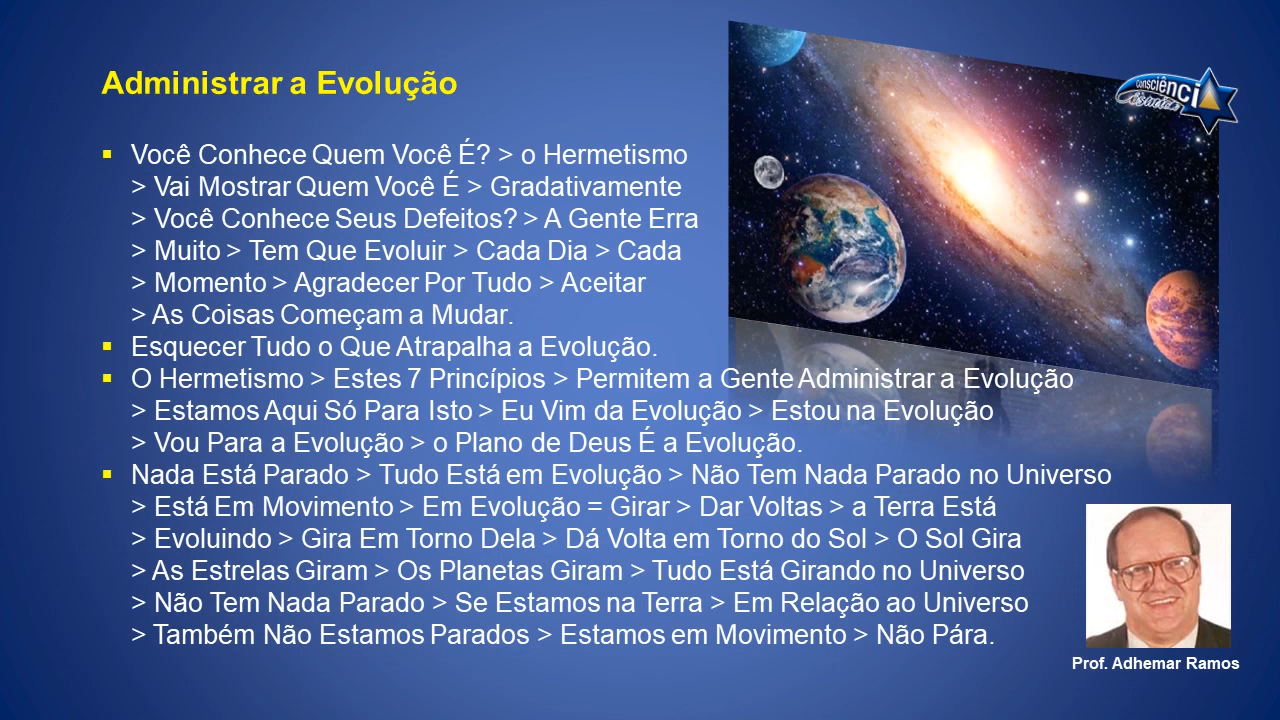 Administrar a Evolução
consciênci
Cósmica
Você Conhece Quem Você É? > o Hermetismo
> Vai Mostrar Quem Você É > Gradativamente
> Você Conhece Seus Defeitos? > A Gente Erra
> Muito > Tem Que Evoluir > Cada Dia > Cada
> Momento > Agradecer Por Tudo > Aceitar
> As Coisas Começam a Mudar.
Esquecer Tudo o Que Atrapalha a Evolução.
O Hermetismo > Estes 7 Princípios > Permitem a Gente Administrar a Evolução
> Estamos Aqui Só Para Isto > Eu Vim da Evolução > Estou na Evolução
> Vou Para a Evolução > o Plano de Deus É a Evolução.
Nada Está Parado > Tudo Está em Evolução > Não Tem Nada Parado no Universo
> Está Em Movimento > Em Evolução = Girar > Dar Voltas > a Terra Está
> Evoluindo > Gira Em Torno Dela > Dá Volta em Torno do Sol > O Sol Gira
> As Estrelas Giram > Os Planetas Giram > Tudo Está Girando no Universo
> Não Tem Nada Parado > Se Estamos na Terra > Em Relação ao Universo
> Também Não Estamos Parados > Estamos em Movimento > Não Pára.
Prof. Adhemar Ramos